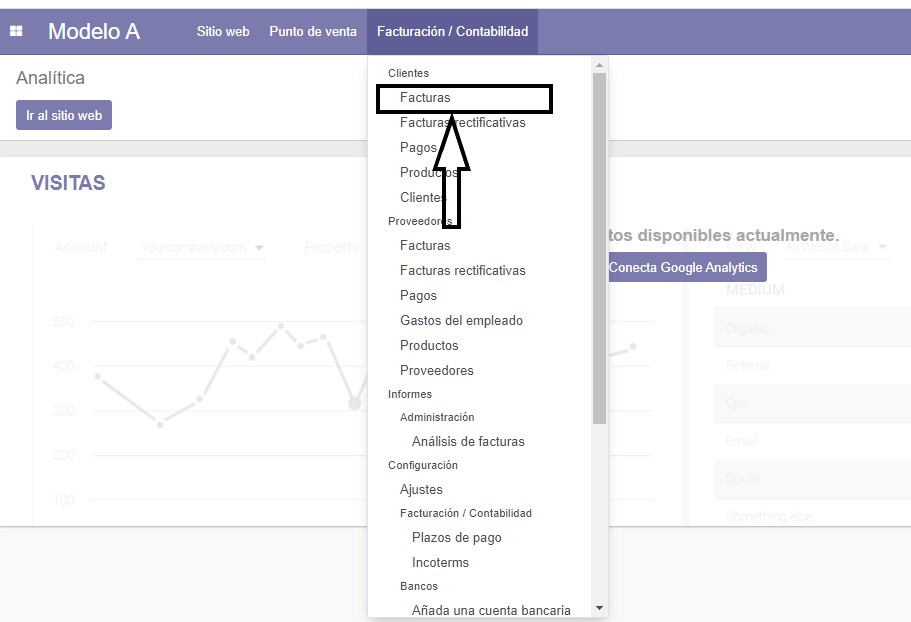 Modelo A
Sitio web
Punto de venta
Facturación / Contabilidad
Analítica
Ir al sitio web
VISITAS
Clientes
Facturas
Facturas rectificativas
Pagos
Productos
Clientes
Proveedores
Facturas
Facturas rectificativas
Pagos
Gastos del empleado
Productos
Proveedores
Informes
Administración
Análisis de facturas
Configuración
Ajustes
Facturación / Contabilidad
Plazos de pago
Incoterms
Bancos
Añada una cuenta bancaria
Account
Yourcompany.com
Property
500
400
300
200
100
tos disponibles actualmente.
Web Site Data
Conecta Google Analytics
MEDIUM
Organic
Referral
Cpc
Email
Social
Something else